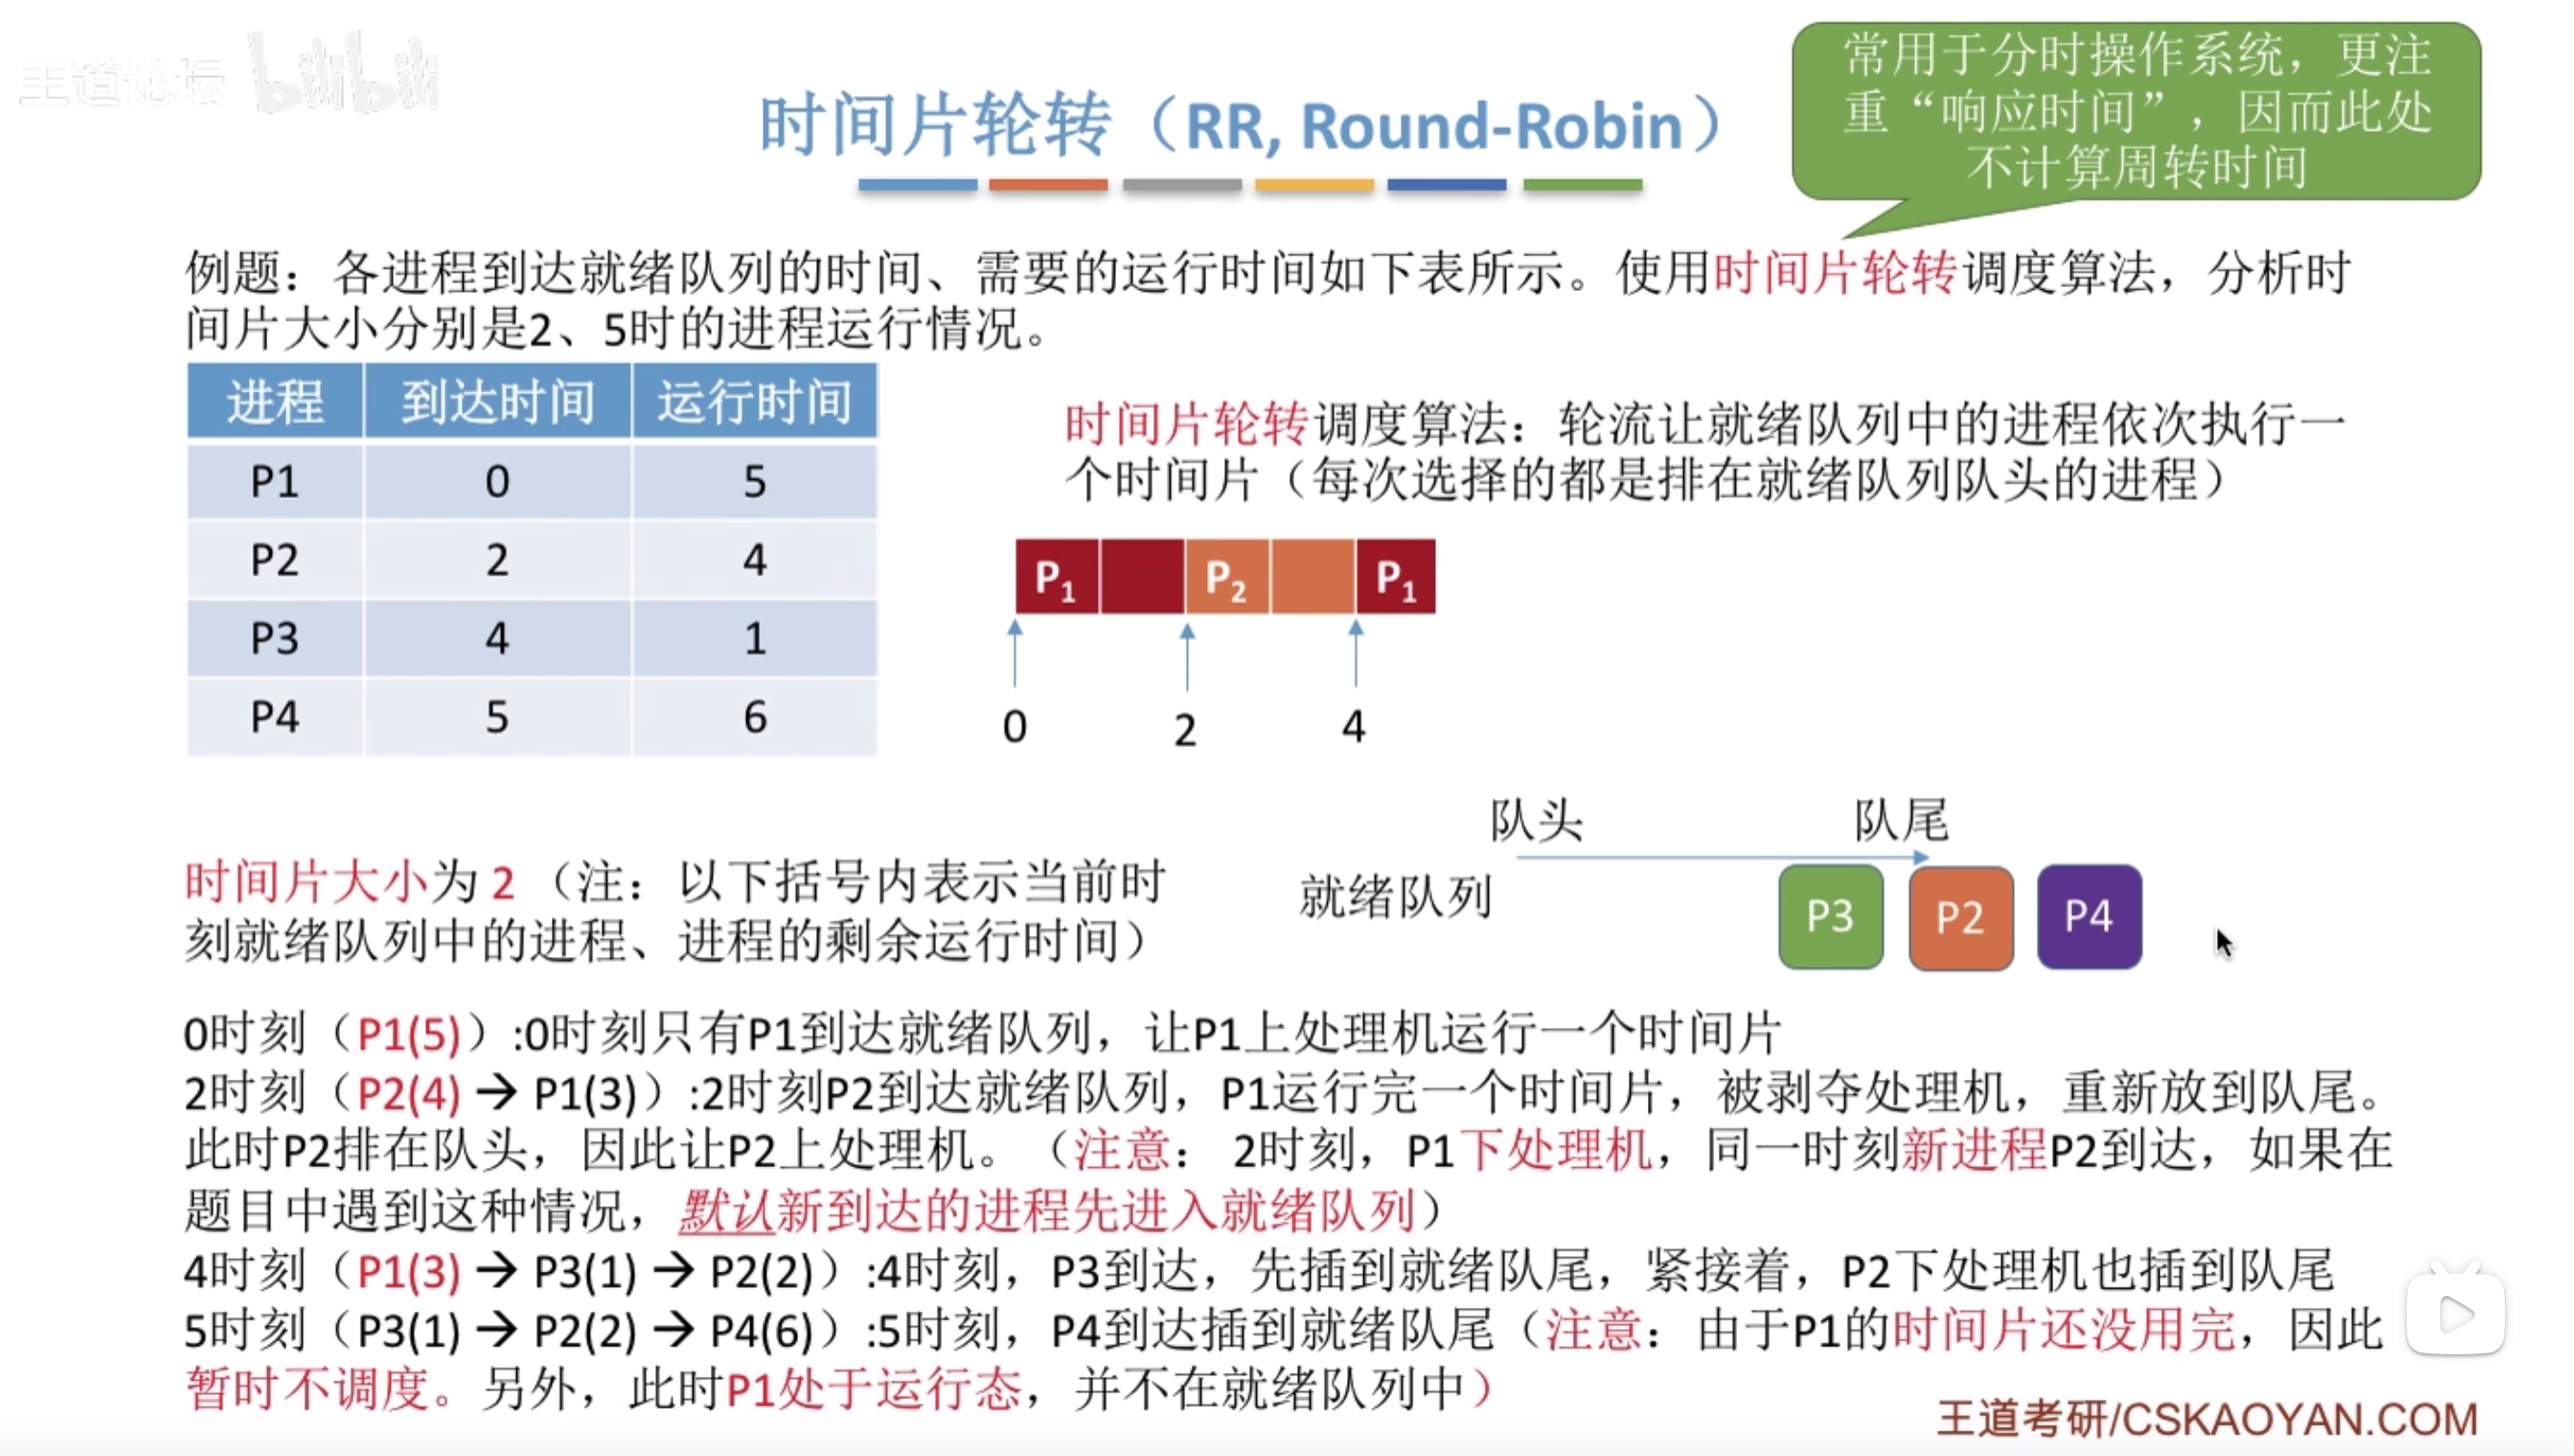 王道论坛 bilibili
常用于分时操作系统，更注
重“响应时间”，因而此处
不计算周转时间
时间片轮转（RR, Round-Robin）
例题：各进程到达就绪队列的时间、需要的运行时间如下表所示。使用时间片轮转调度算法，分析时
间片大小分别是2、5时的进程运行情况。
进程 到达时间 运行时间
P1 0 5
P2 2 4
P3 4 1
P4 5 6
时间片轮转调度算法：轮流让就绪队列中的进程依次执行一
个时间片（每次选择的都是排在就绪队列队头的进程）
P1 P2 P1
0 2 4
队头 队尾
就绪队列 P3 P2 P4
时间片大小为 2（注：以下括号内表示当前时
刻就绪队列中的进程、进程的剩余运行时间）
0时刻（P1(5)）:0时刻只有P1到达就绪队列，让P1上处理机运行一个时间片
2时刻（P2(4) → P1(3)）:2时刻P2到达就绪队列，P1运行完一个时间片，被剥夺处理机，重新放到队尾。
此时P2排在队头，因此让P2上处理机。（注意： 2时刻，P1下处理机，同一时刻新进程P2到达，如果在
题目中遇到这种情况，默认新到达的进程先进入就绪队列）
4时刻（P1(3) → P3(1) → P2(2)）:4时刻，P3到达，先插到就绪队尾，紧接着，P2下处理机也插到队尾
5时刻（P3(1) → P2(2) → P4(6)）:5时刻，P4到达插到就绪队尾（注意：由于P1的时间片还没用完，因此
暂时不调度。另外，此时P1处于运行态，并不在就绪队列中）
王道考研/CSKAOYAN.COM